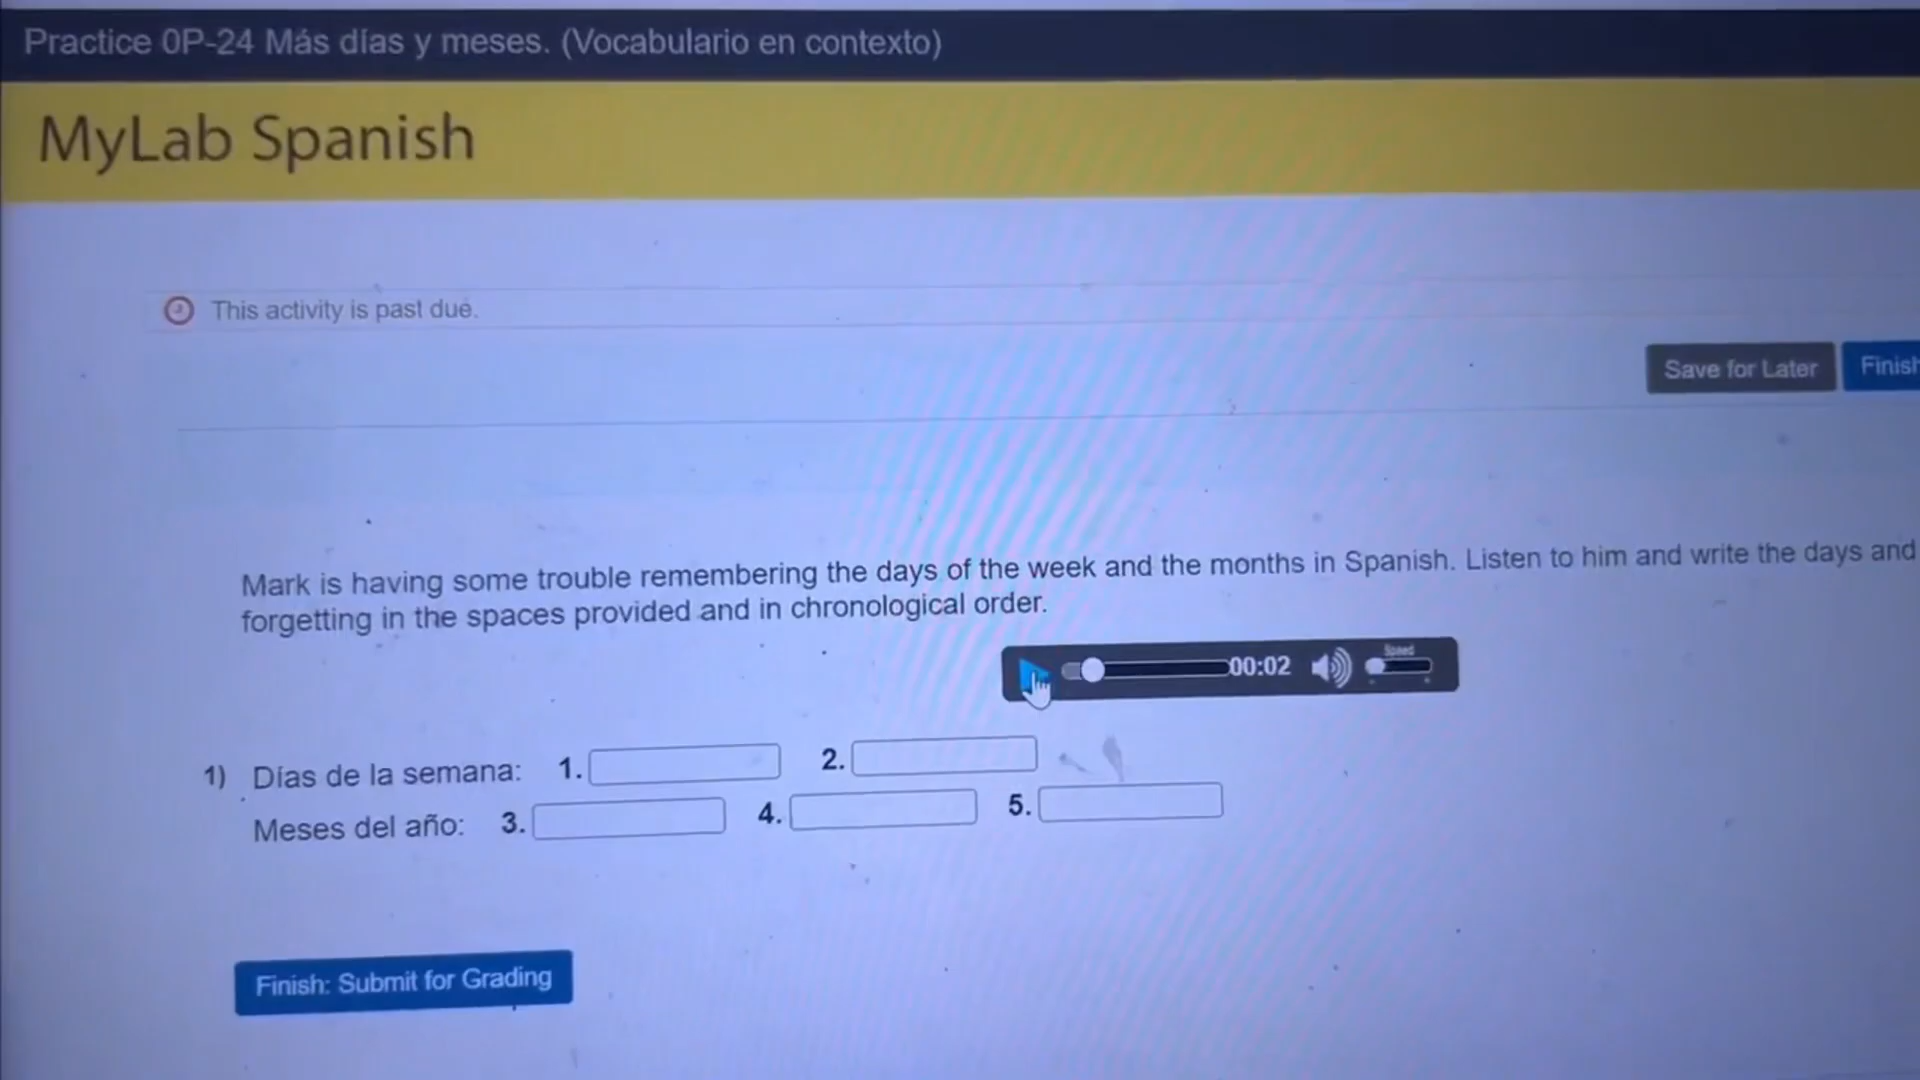 Practice 0P-24 Más días y meses. (Vocabulario en contexto)
MyLab Spanish
This activity is past due.
Save for Later
Finish
Mark is having some trouble remembering the days of the week and the months in Spanish. Listen to him and write the days and
forgetting in the spaces provided and in chronological order.
00:02
Speed
1) Días de la semana: 1. 2.
Meses del año: 3. 4. 5.
Finish: Submit for Grading